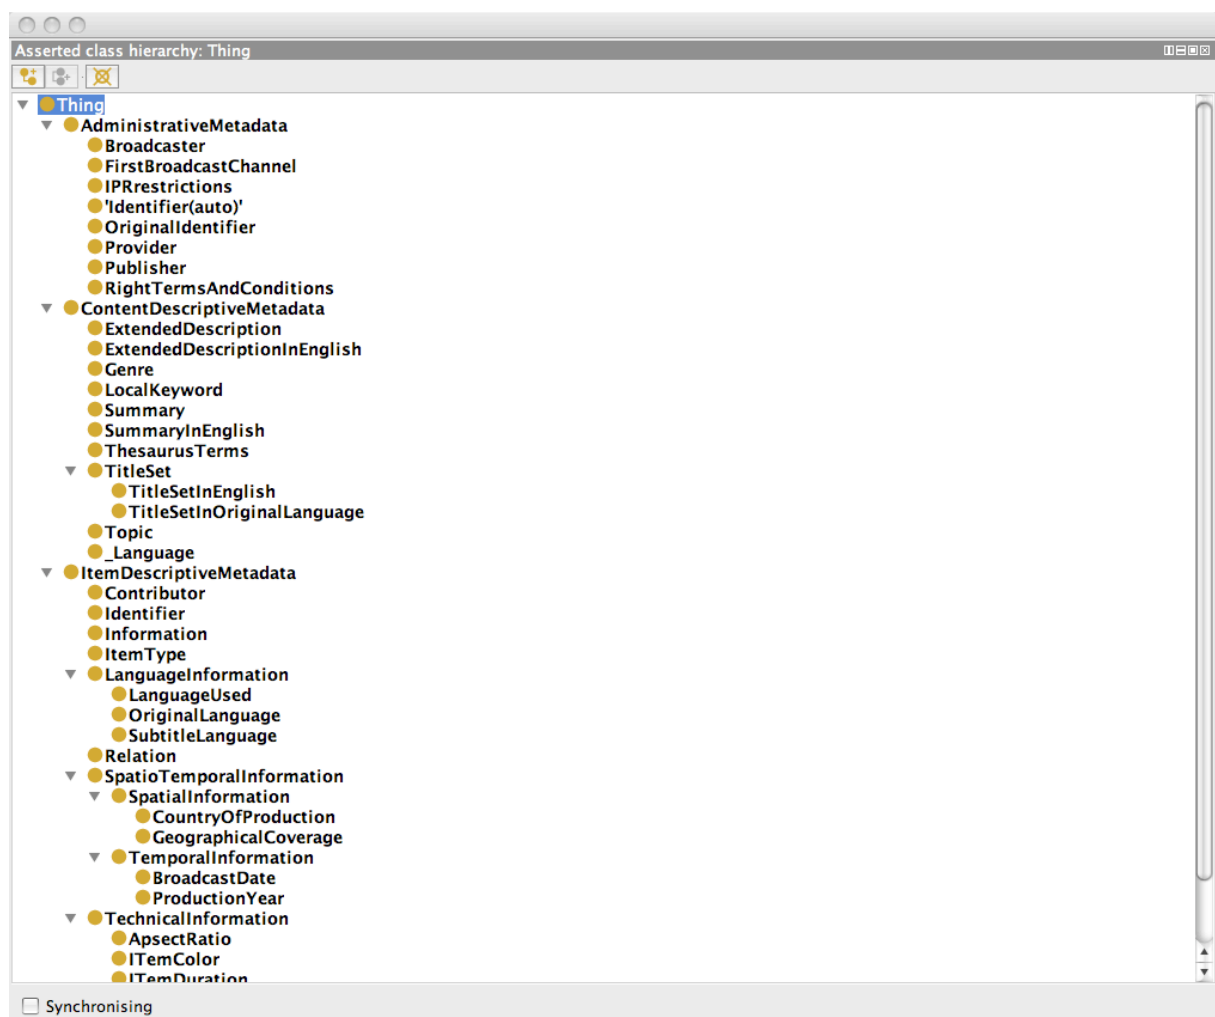 Asserted class hierarchy: Thing
Thing
AdministrativeMetadata
Broadcaster
FirstBroadcastChannel
IPRrestrictions
'Identifier(auto)'
OriginalIdentifier
Provider
Publisher
RightTermsAndConditions
ContentDescriptiveMetadata
ExtendedDescription
ExtendedDescriptionInEnglish
Genre
LocalKeyword
Summary
SummaryInEnglish
ThesaurusTerms
TitleSet
TitleSetInEnglish
TitleSetInOriginalLanguage
Topic
_Language
ItemDescriptiveMetadata
Contributor
Identifier
Information
ItemType
LanguageInformation
LanguageUsed
OriginalLanguage
SubtitleLanguage
Relation
SpatioTemporalInformation
SpatialInformation
CountryOfProduction
GeographicalCoverage
TemporalInformation
BroadcastDate
ProductionYear
TechnicalInformation
ApsectRatio
ITemColor
ITemDuration
Synchronising